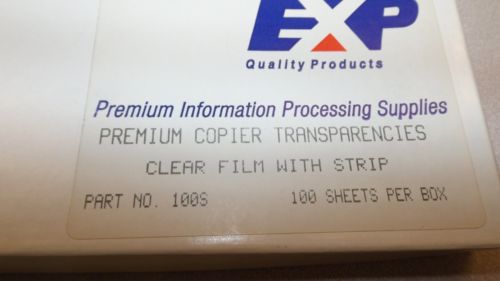 EXP
Quality Products
Premium Information Processing Supplies
PREMIUM COPIER TRANSPARENCIES
CLEAR FILM WITH STRIP
PART NO. 100S 100 SHEETS PER BOX